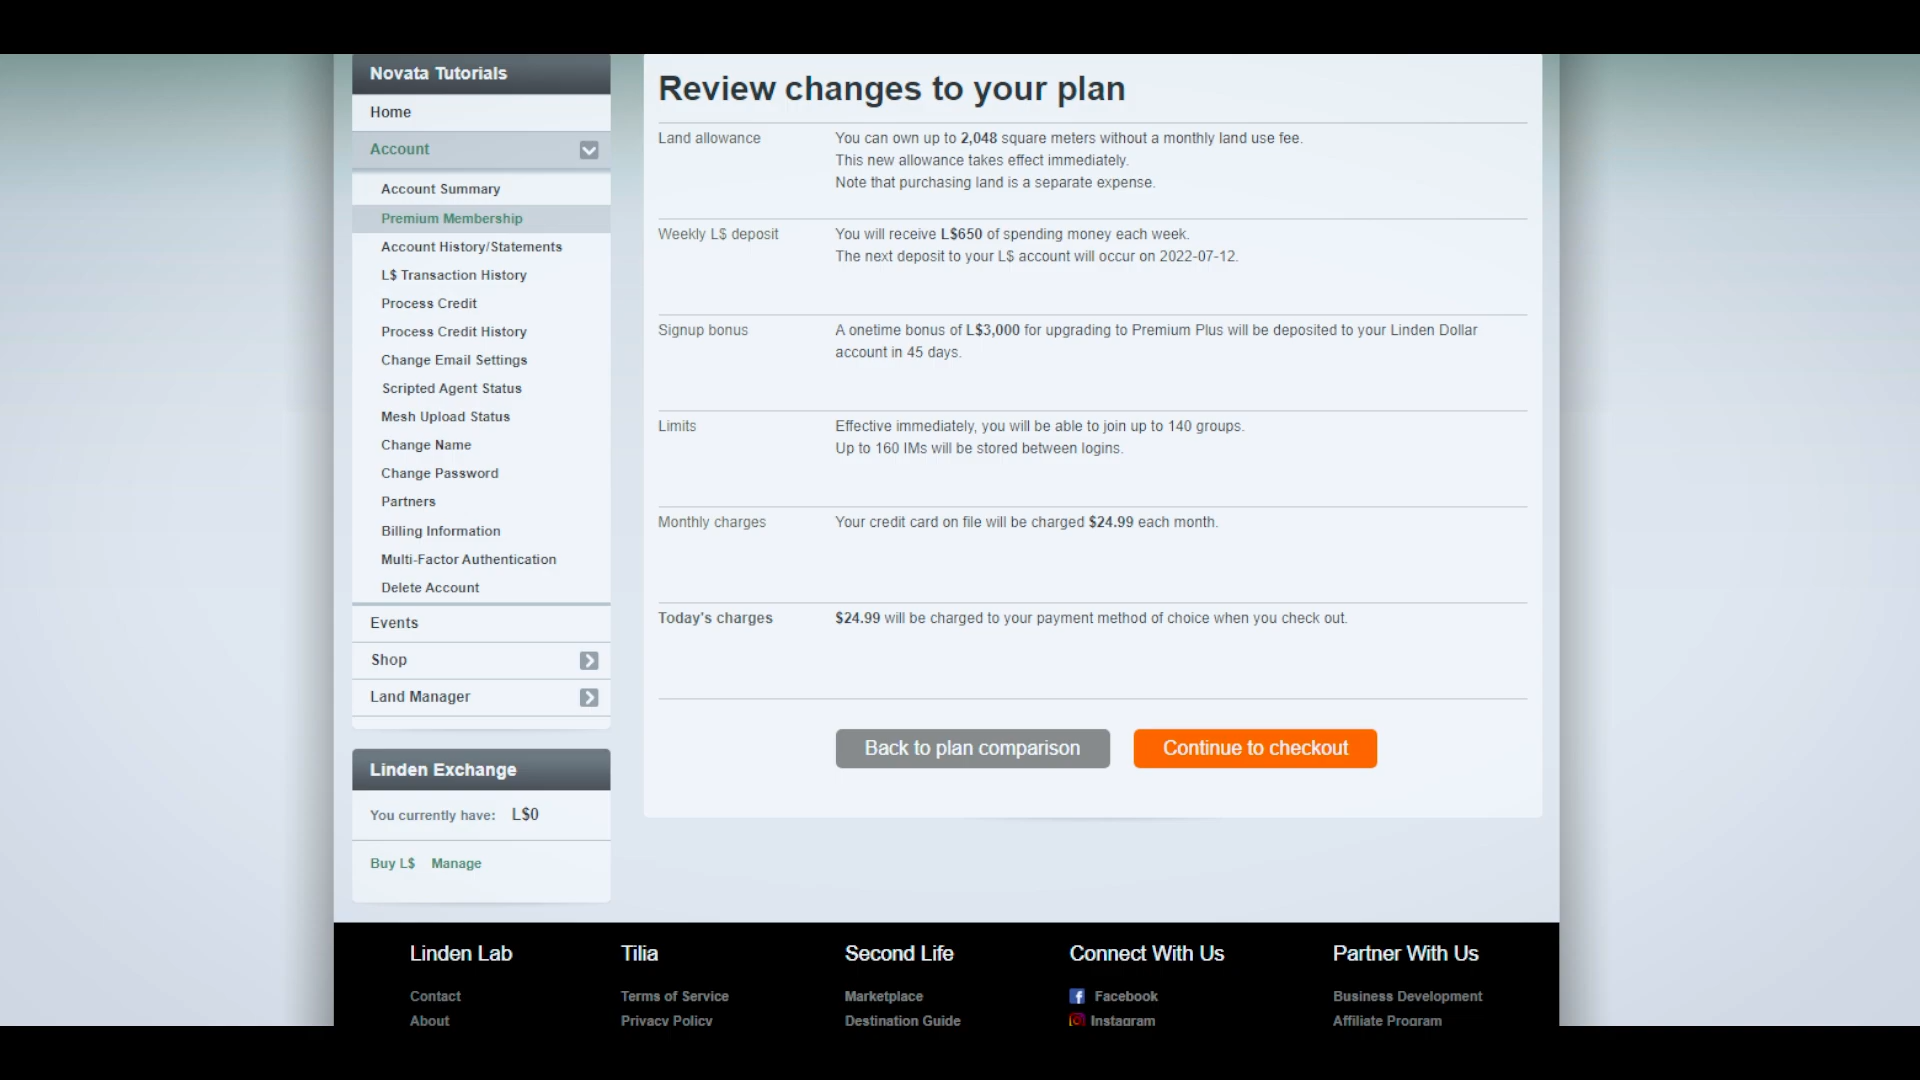 Novata Tutorials
Home
Account
Account Summary
Premium Membership
Account History/Statements
L$ Transaction History
Process Credit
Process Credit History
Change Email Settings
Scripted Agent Status
Mesh Upload Status
Change Name
Change Password
Partners
Billing Information
Multi-Factor Authentication
Delete Account
Events
Shop
Land Manager
Linden Exchange
You currently have: L$0
Buy L$ Manage
Review changes to your plan
Land allowance
You can own up to 2,048 square meters without a monthly land use fee.
This new allowance takes effect immediately.
Note that purchasing land is a separate expense.
Weekly L$ deposit
You will receive L$650 of spending money each week.
The next deposit to your L$ account will occur on 2022-07-12.
Signup bonus
A onetime bonus of L$3,000 for upgrading to Premium Plus will be deposited to your Linden Dollar
account in 45 days.
Limits
Effective immediately, you will be able to join up to 140 groups.
Up to 160 IMs will be stored between logins.
Monthly charges
Your credit card on file will be charged $24.99 each month.
Today's charges
$24.99 will be charged to your payment method of choice when you check out.
Back to plan comparison
Continue to checkout
Linden Lab
Contact
About
Tilia
Terms of Service
Privacy Policy
Second Life
Marketplace
Destination Guide
Connect With Us
Facebook
Instagram
Partner With Us
Business Development
Affiliate Program